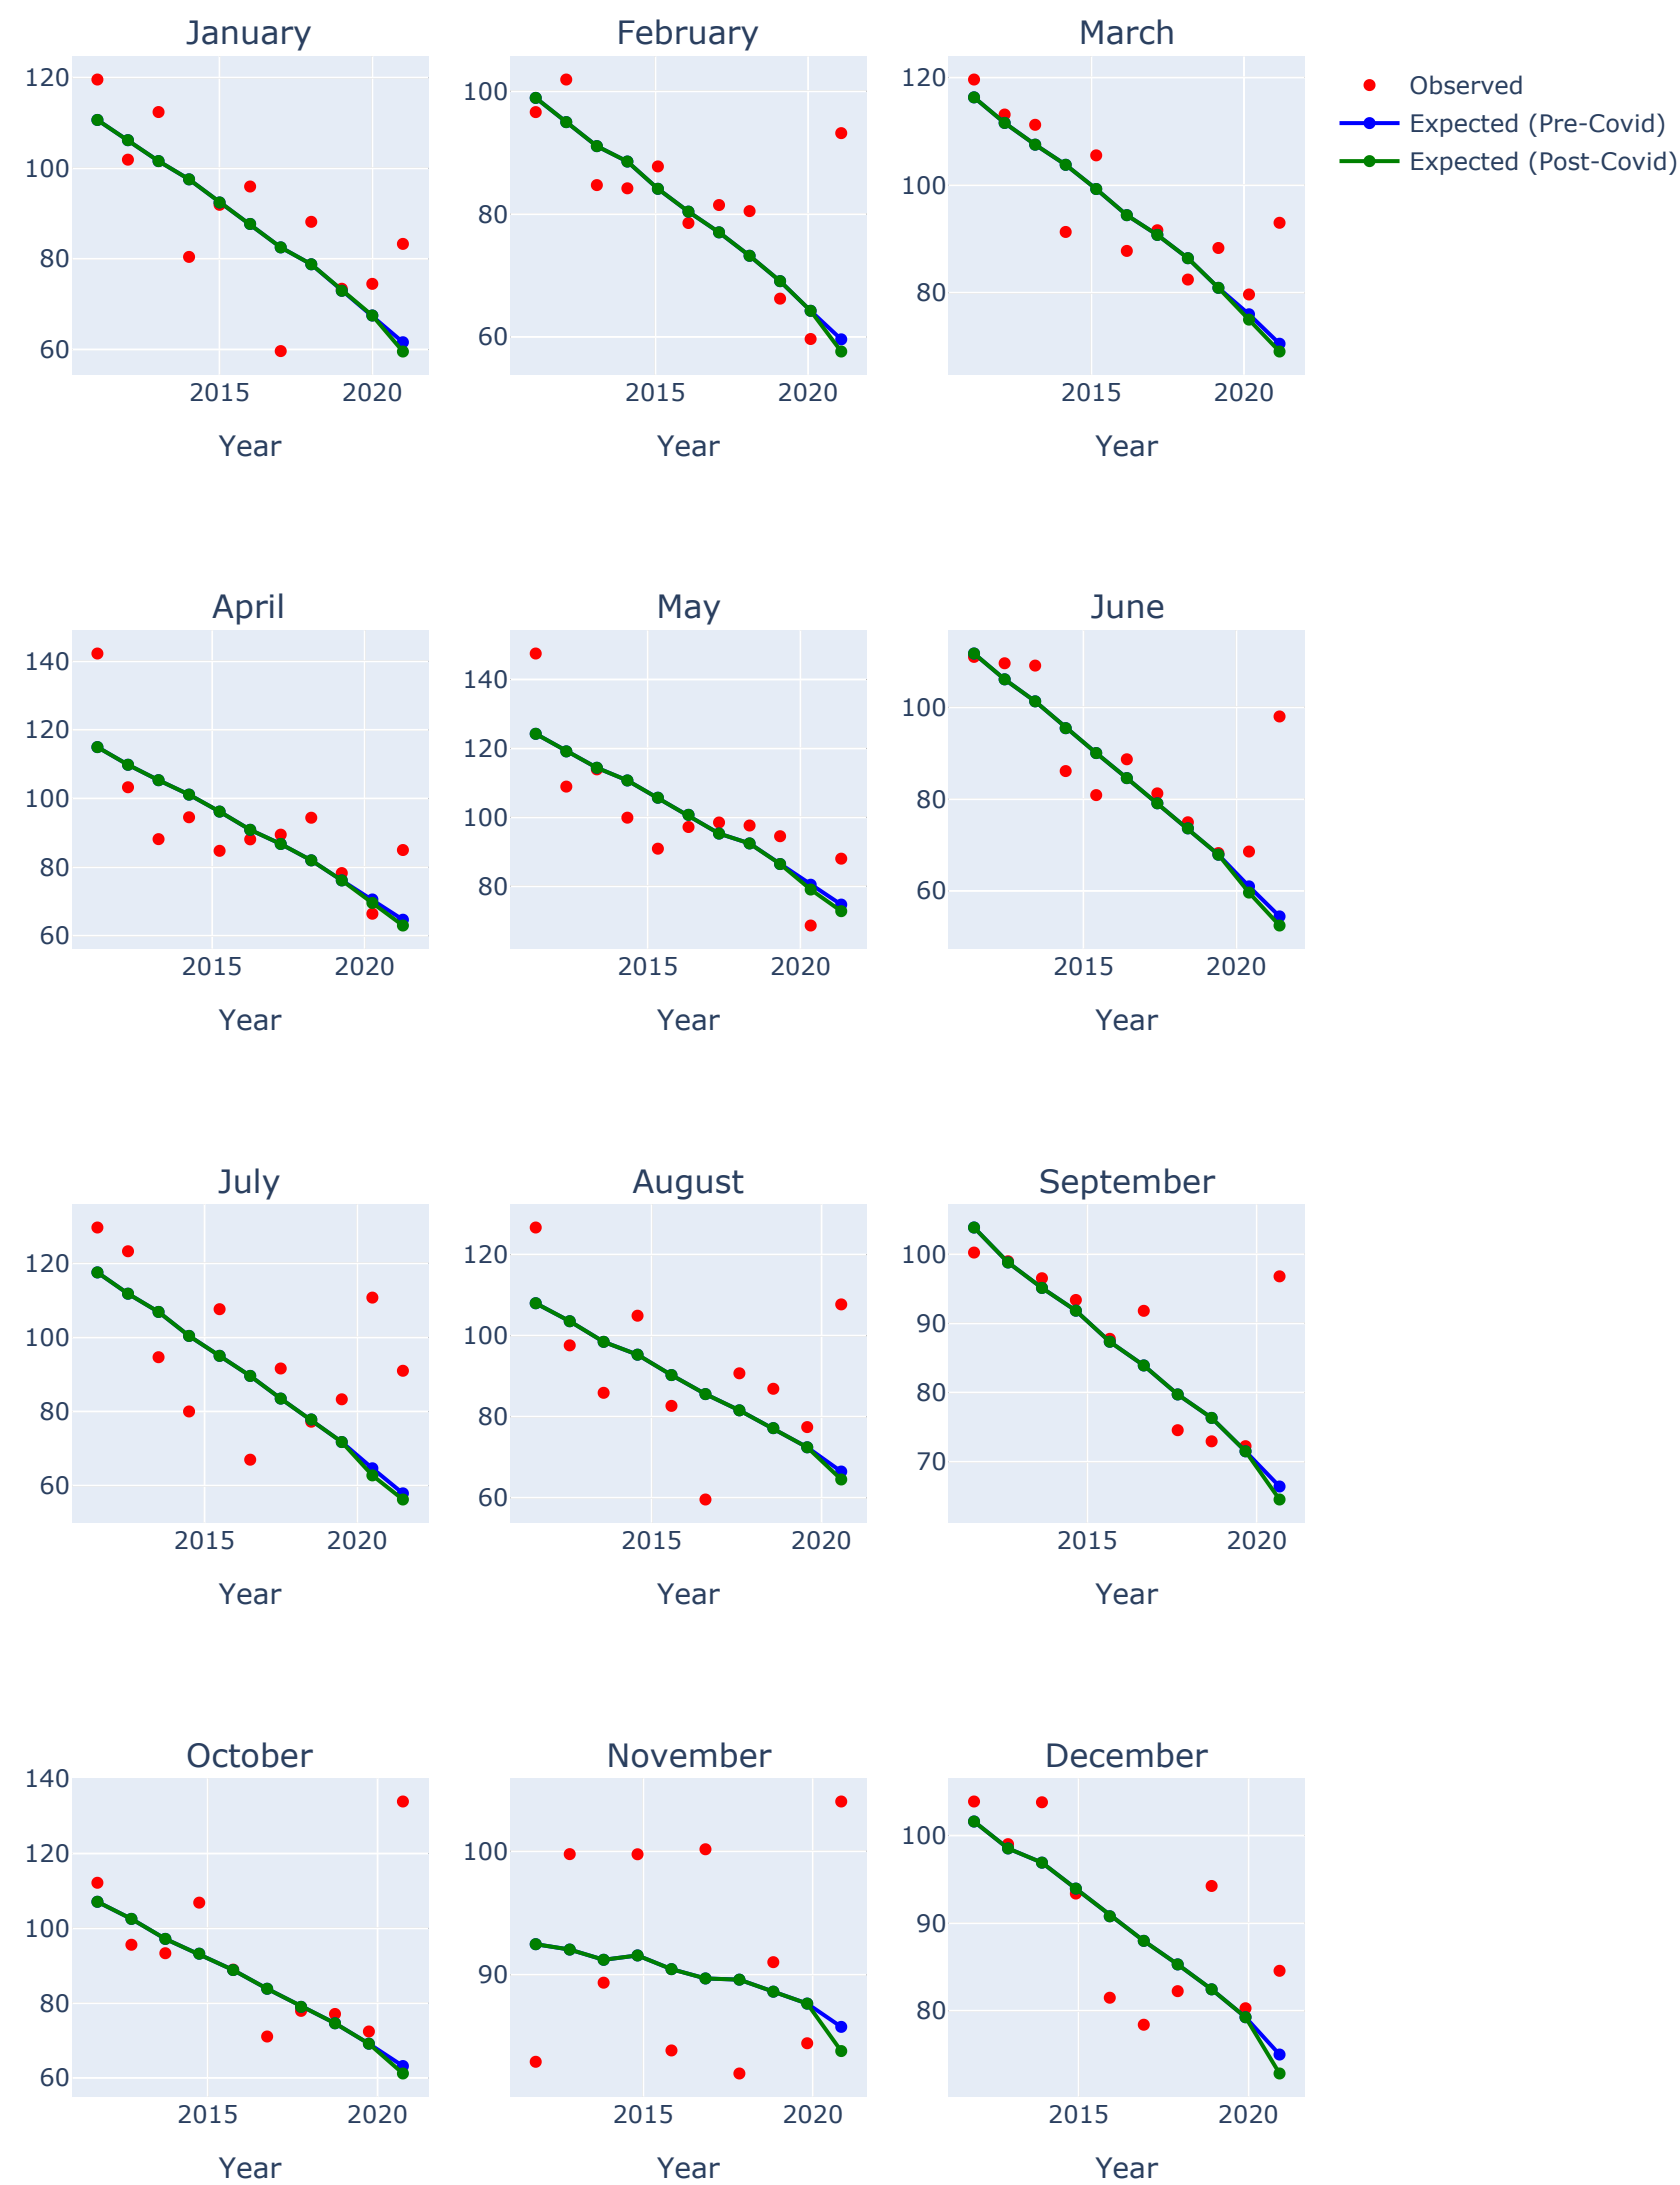 January
February
March
120
100
80
60
2015
2020
Year
100
80
60
2015
2020
Year
120
100
80
2015
2020
Year
Observed
Expected (Pre-Covid)
Expected (Post-Covid)
April
May
June
140
120
100
80
60
2015
2020
Year
140
120
100
80
2015
2020
Year
100
80
60
2015
2020
Year
July
August
September
120
100
80
60
2015
2020
Year
120
100
80
60
2015
2020
Year
100
90
80
70
2015
2020
Year
October
November
December
140
120
100
80
60
2015
2020
Year
100
90
2015
2020
Year
100
90
80
2015
2020
Year